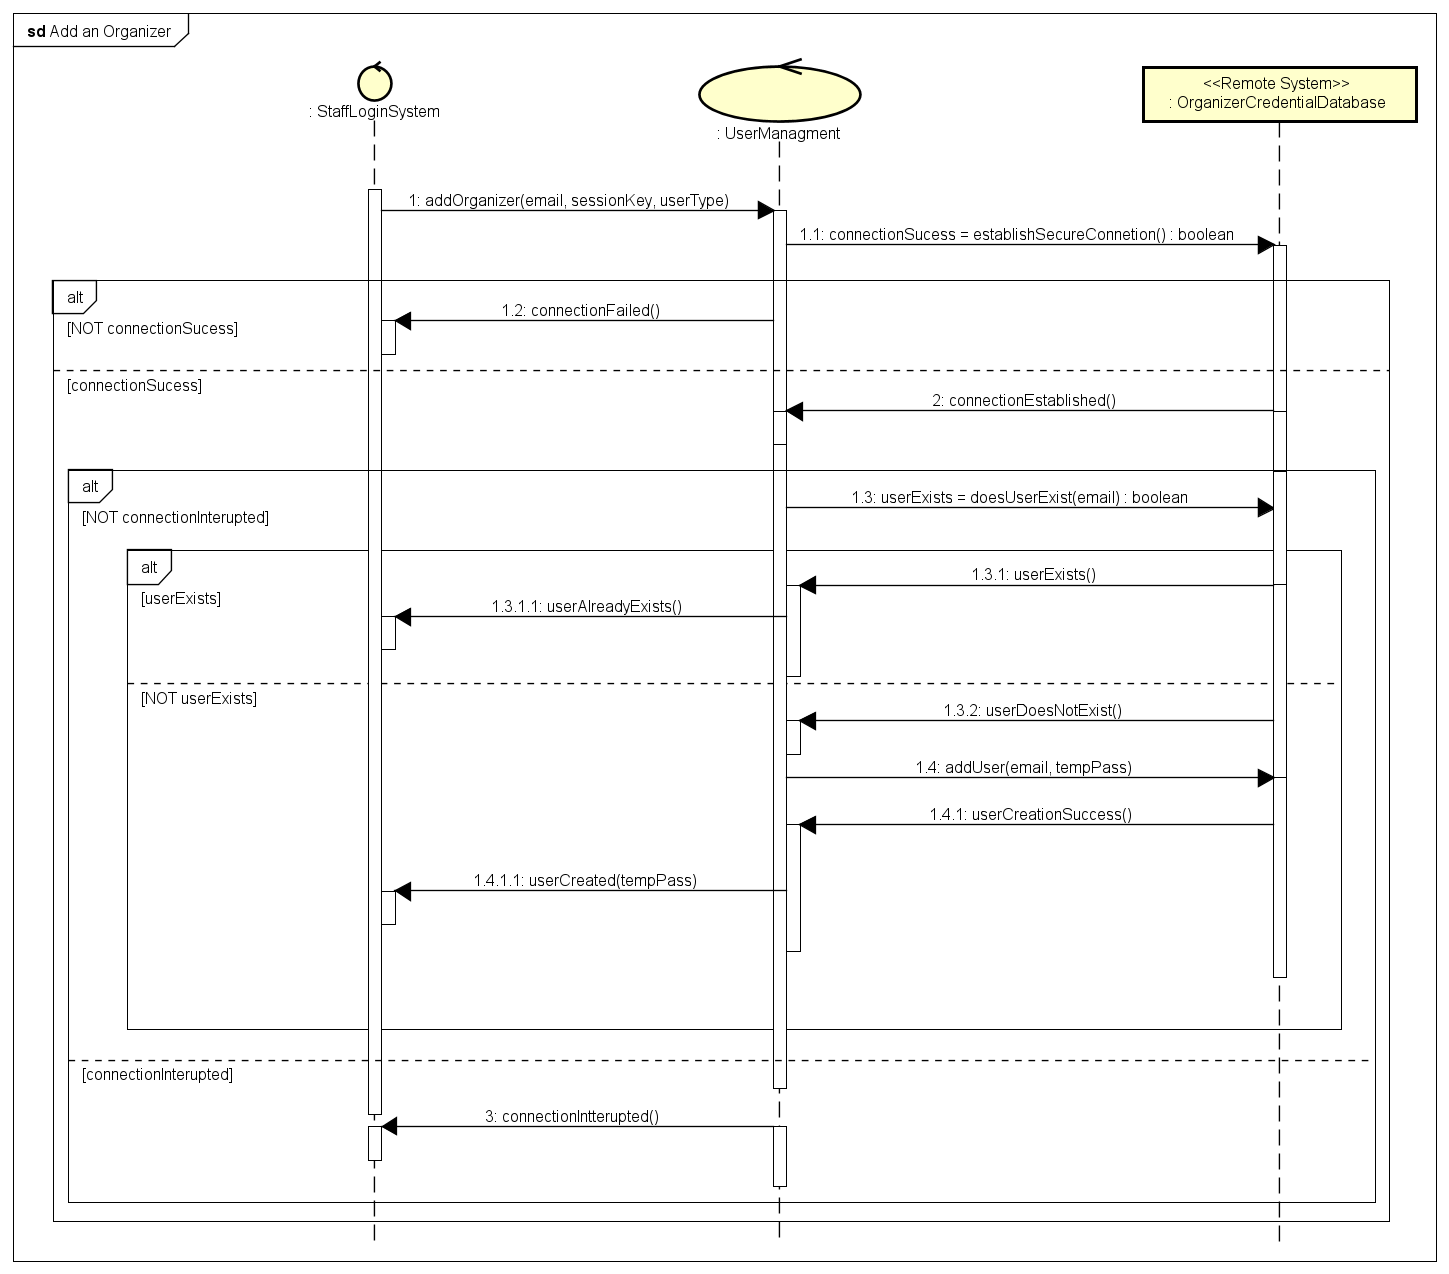 sd Add an Organizer
: StaffLoginSystem
: UserManagment
<<Remote System>>
: OrganizerCredentialDatabase
1: addOrganizer(email, sessionKey, userType)
1.1: connectionSucess = establishSecureConnetion() : boolean
alt
[NOT connectionSucess]
1.2: connectionFailed()
[connectionSucess]
2: connectionEstablished()
alt
[NOT connectionInterupted]
1.3: userExists = doesUserExist(email) : boolean
alt
[userExists]
1.3.1: userExists()
1.3.1.1: userAlreadyExists()
[NOT userExists]
1.3.2: userDoesNotExist()
1.4: addUser(email, tempPass)
1.4.1: userCreationSuccess()
1.4.1.1: userCreated(tempPass)
[connectionInterupted]
3: connectionIntterupted()